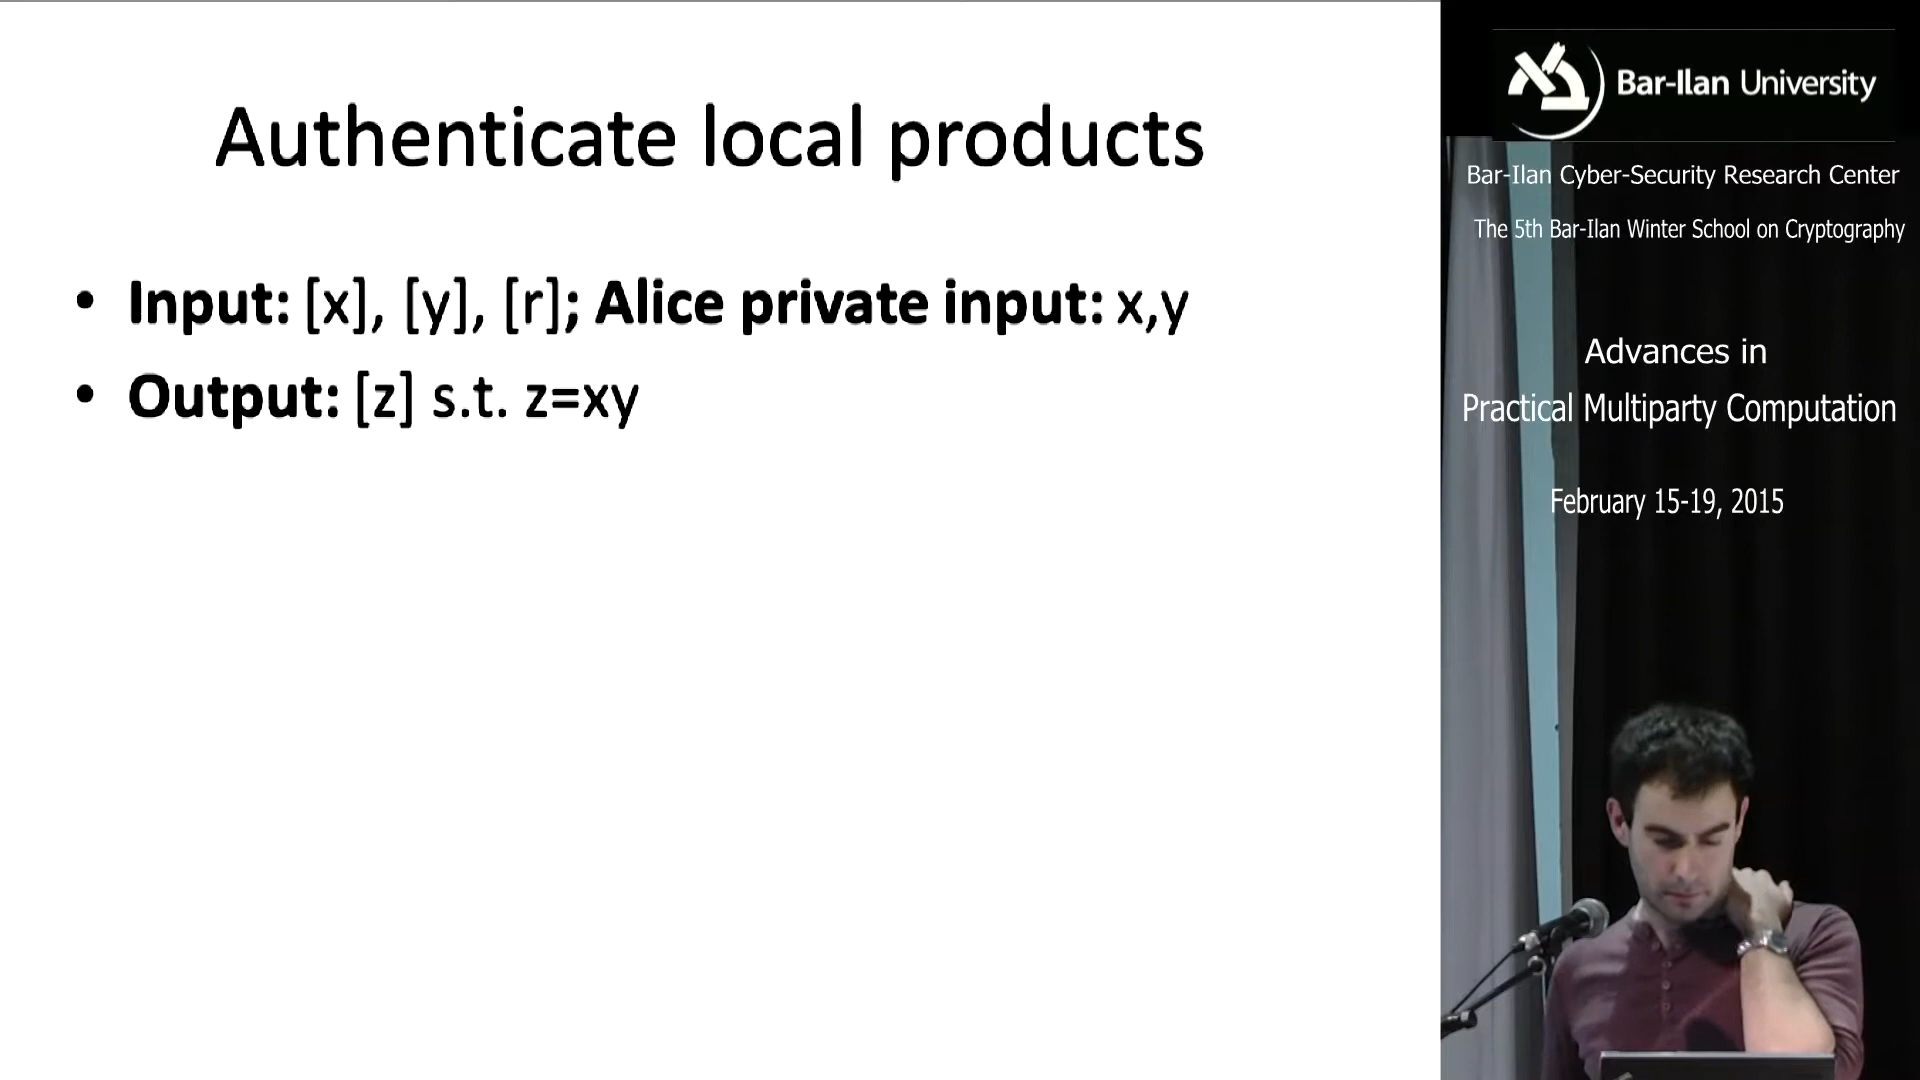 Authenticate local products
• Input: [x], [y], [r]; Alice private input: x,y
• Output: [z] s.t. z=xy
Bar-Ilan University
Bar-Ilan Cyber-Security Research Center
The 5th Bar-Ilan Winter School on Cryptography
Advances in
Practical Multiparty Computation
February 15-19, 2015